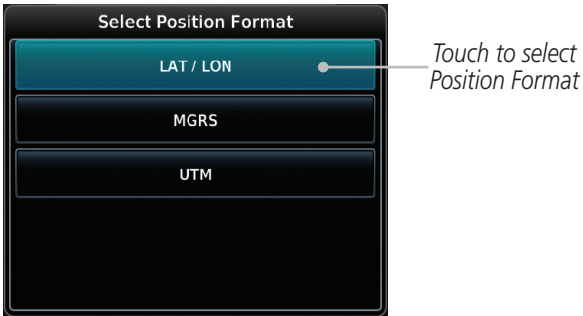 Select Position Format
LAT / LON
MGRS
UTM
Touch to select
Position Format